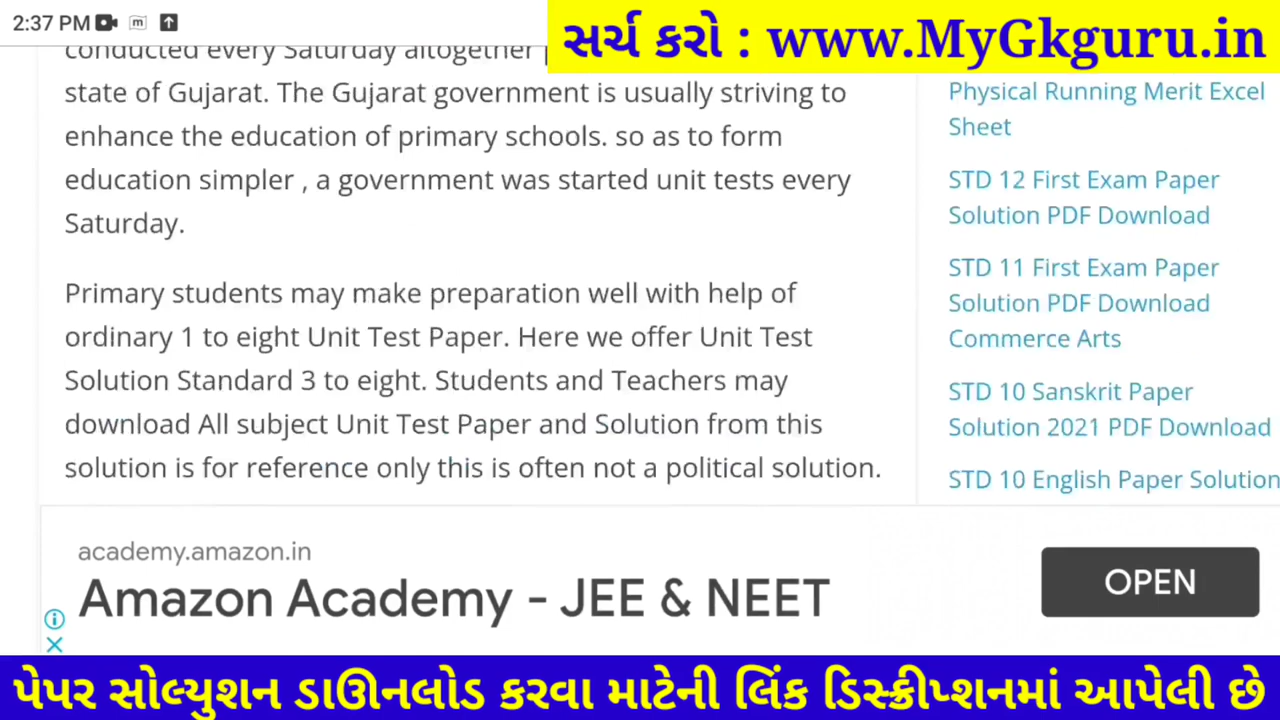 2:37 PM
સર્ચ કરો : www.MyGkguru.in
conducted every Saturday altogether
state of Gujarat. The Gujarat government is usually striving to
enhance the education of primary schools. so as to form
education simpler , a government was started unit tests every
Saturday.
Primary students may make preparation well with help of
ordinary 1 to eight Unit Test Paper. Here we offer Unit Test
Solution Standard 3 to eight. Students and Teachers may
download All subject Unit Test Paper and Solution from this
solution is for reference only this is often not a political solution.
Physical Running Merit Excel
Sheet
STD 12 First Exam Paper
Solution PDF Download
STD 11 First Exam Paper
Solution PDF Download
Commerce Arts
STD 10 Sanskrit Paper
Solution 2021 PDF Download
STD 10 English Paper Solution
academy.amazon.in
Amazon Academy - JEE & NEET
OPEN
પેપર સોલ્યુશન ડાઊનલોડ કરવા માટેની લિંક ડિસ્ક્રીપ્શનમાં આપેલી છે